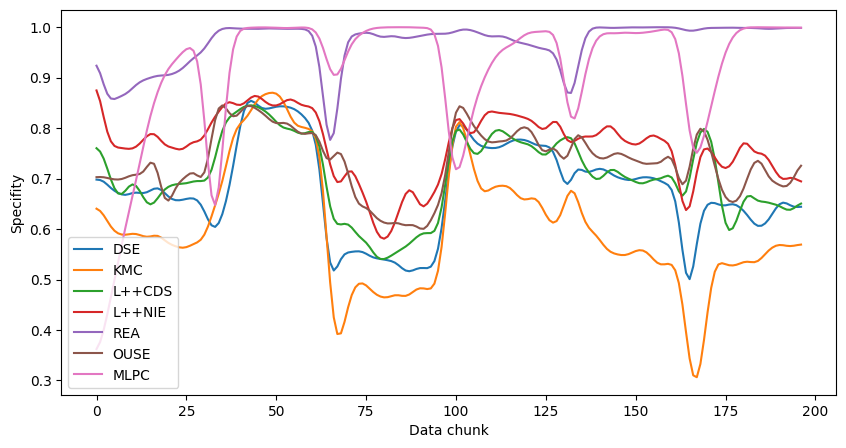 1.0
0.9
0.8
0.7
0.6
0.5
0.4
0.3
Specifity
DSE
KMC
L++CDS
L++NIE
REA
OUSE
MLPC
0 25 50 75 100 125 150 175 200
Data chunk